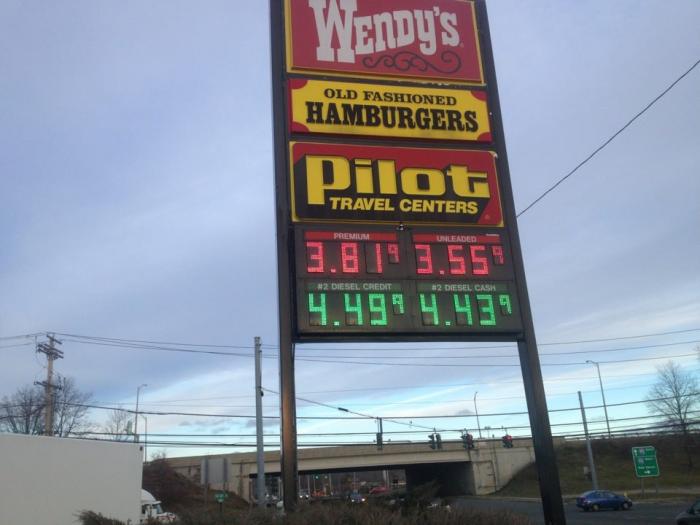 WENDY'S
OLD FASHIONED
HAMBURGERS
Pilot
TRAVEL CENTERS
PREMIUM UNLEADED
3.81 9 3.55 9
#2 DIESEL CREDIT #2 DIESEL CASH
4.49 9 4.43 9